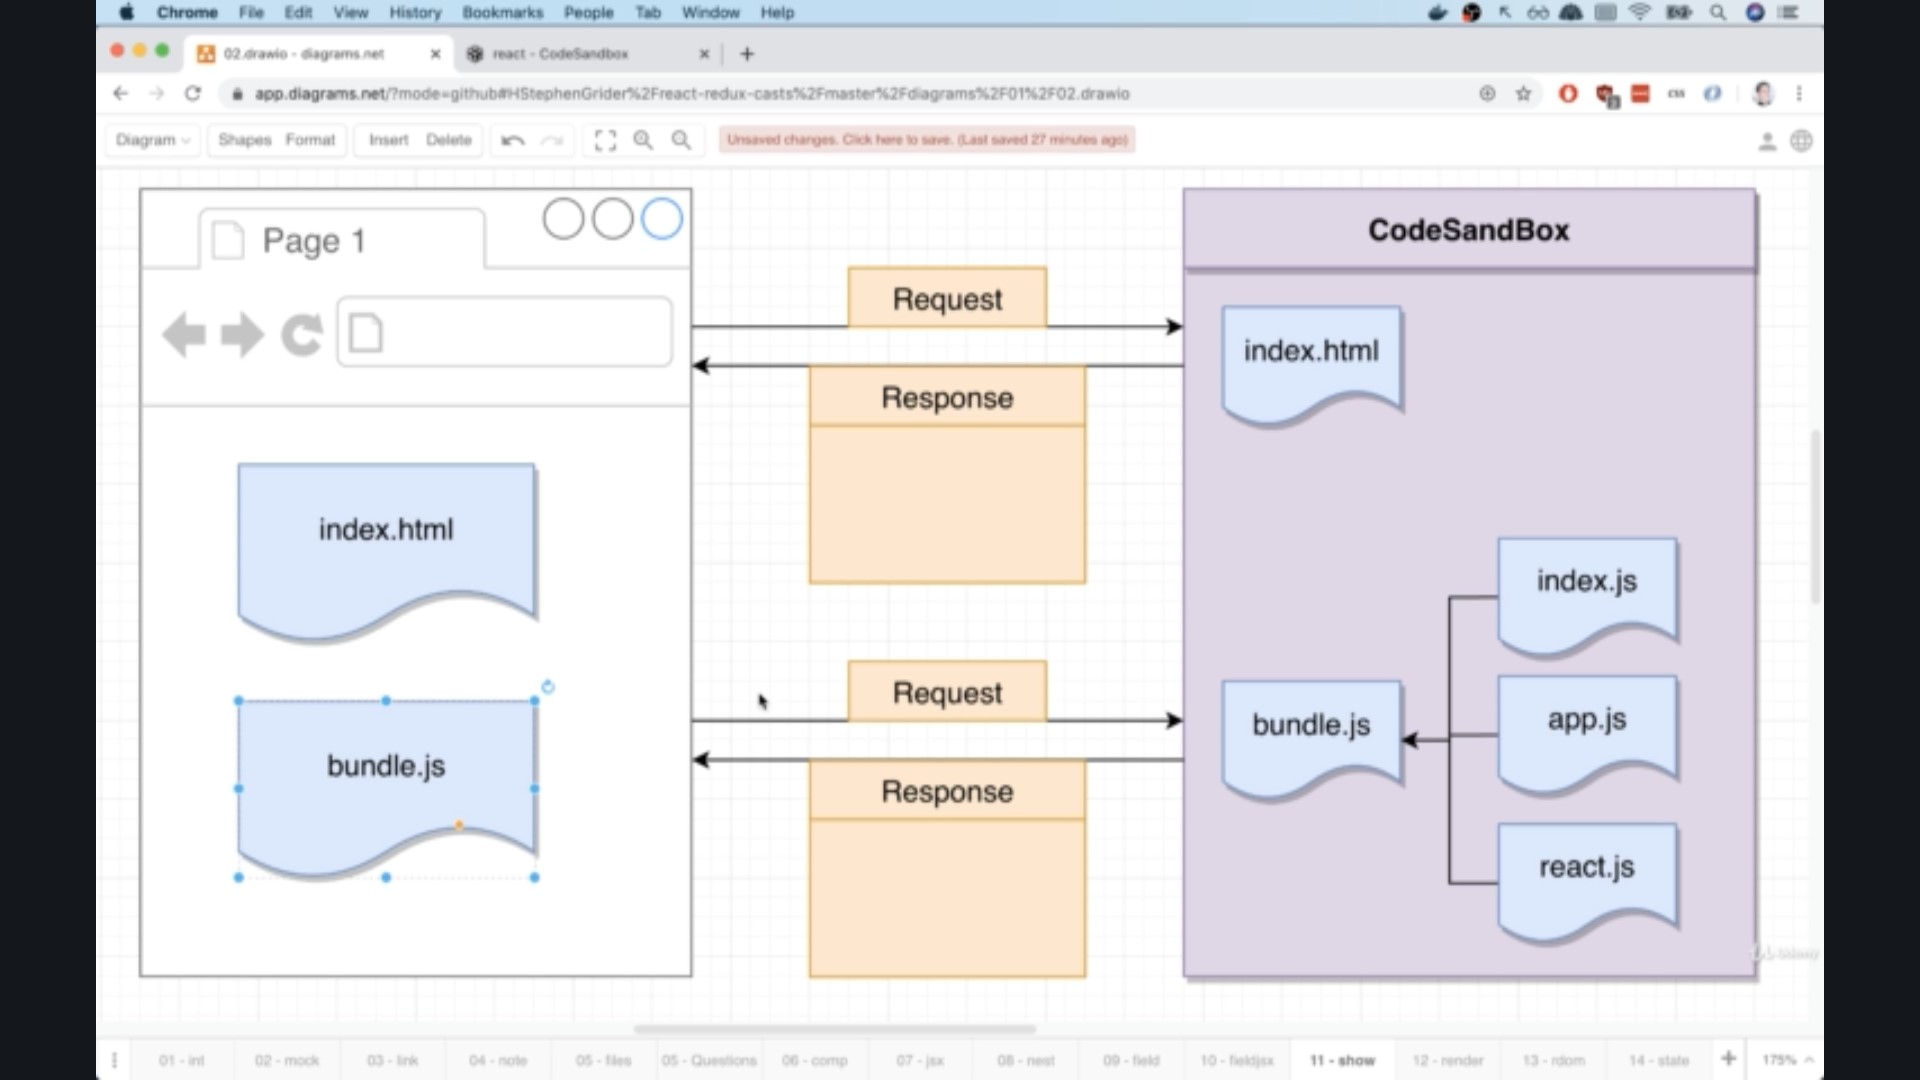 Chrome File Edit View History Bookmarks People Tab Window Help
02.drawio - diagrams.net
react - CodeSandbox
app.diagrams.net/?mode=github#HStephenGrider%2Freact-redux-casts%2Fmaster%2Fdiagrams%2F01%2F02.drawio
Diagram Shapes Format Insert Delete
Unsaved changes. Click here to save. (Last saved 27 minutes ago)
Page 1
CodeSandBox
Request
Response
index.html
index.html
bundle.js
Request
Response
bundle.js
index.js
app.js
react.js
Udemy
01 - int 02 - mock 03 - link 04 - note 05 - files 05 - Questions 06 - comp 07 - jsx 08 - nest 09 - field 10 - fieldjsx 11 - show 12 - render 13 - rdom 14 - state 175%